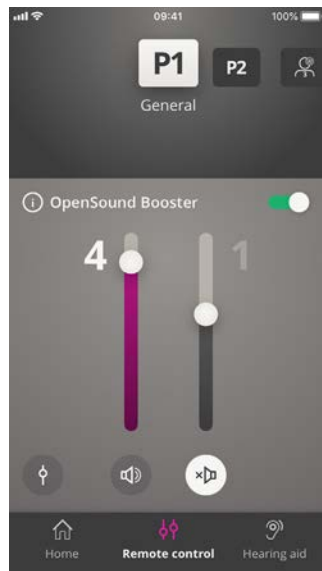 09:41
100%
P1
P2
General
OpenSound Booster
4
1
Home
Remote control
Hearing aid